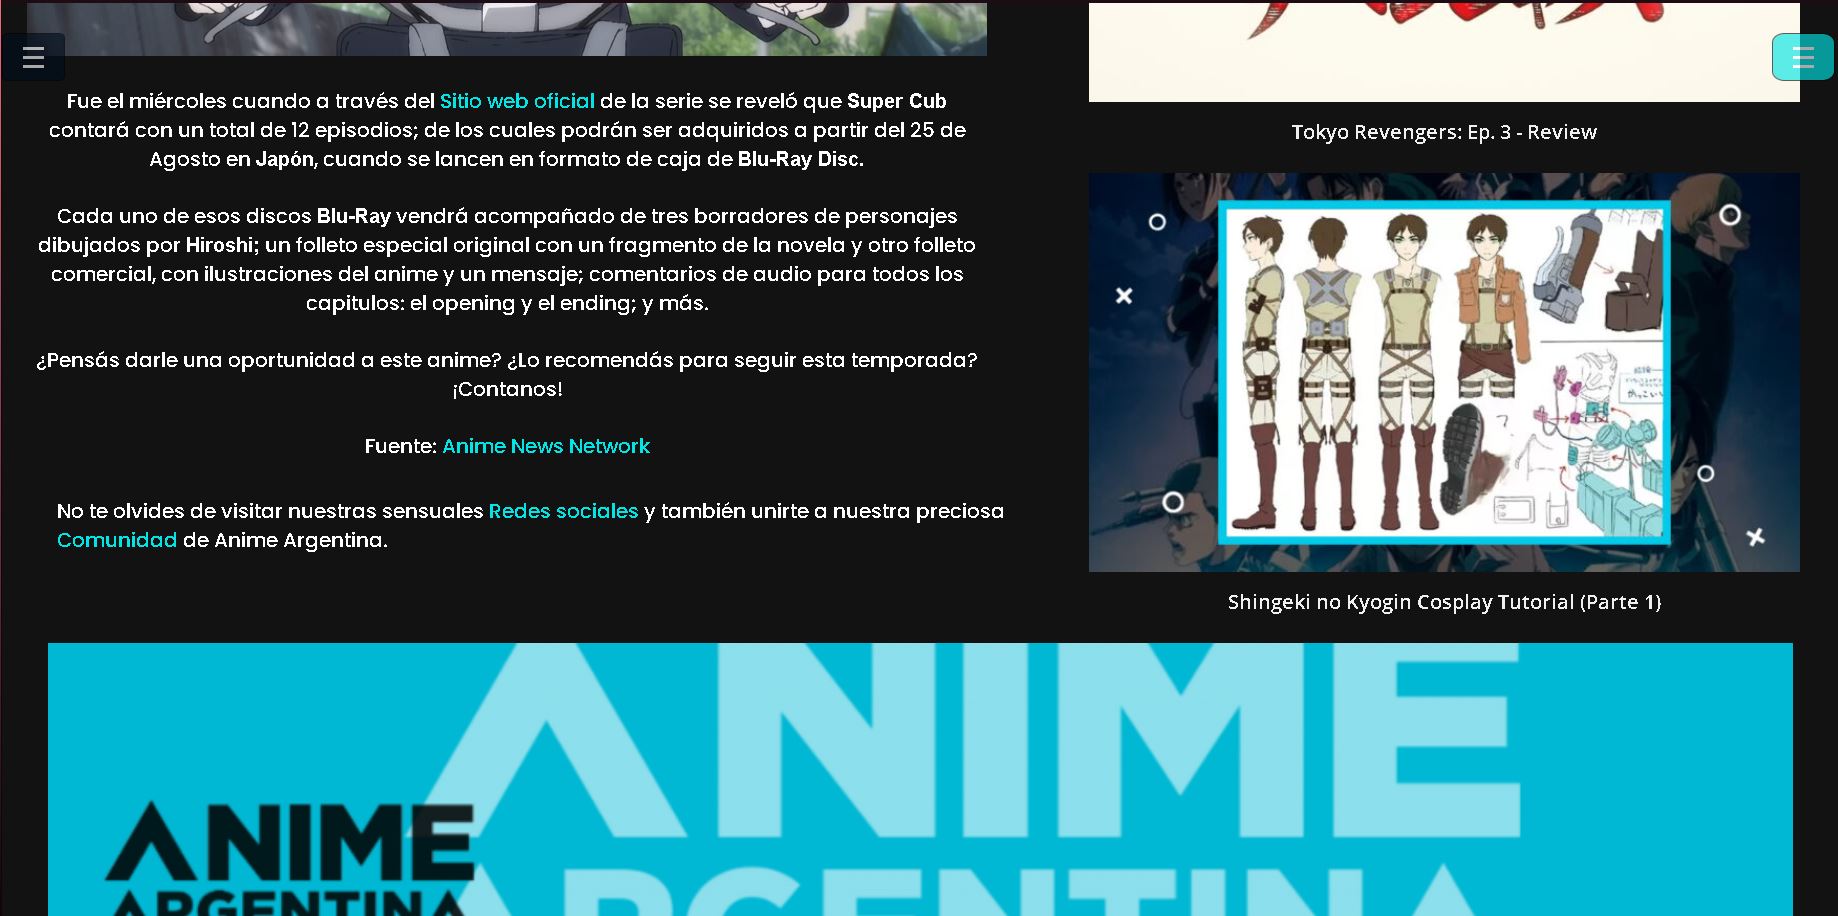 Fue el miércoles cuando a través del Sitio web oficial de la serie se reveló que Super Cub
contará con un total de 12 episodios; de los cuales podrán ser adquiridos a partir del 25 de
Agosto en Japón, cuando se lancen en formato de caja de Blu-Ray Disc.
Cada uno de esos discos Blu-Ray vendrá acompañado de tres borradores de personajes
dibujados por Hiroshi; un folleto especial original con un fragmento de la novela y otro folleto
comercial, con ilustraciones del anime y un mensaje; comentarios de audio para todos los
capitulos: el opening y el ending; y más.
¿Pensás darle una oportunidad a este anime? ¿Lo recomendás para seguir esta temporada?
¡Contanos!
Fuente: Anime News Network
No te olvides de visitar nuestras sensuales Redes sociales y también unirte a nuestra preciosa
Comunidad de Anime Argentina.
Tokyo Revengers: Ep. 3 - Review
Shingeki no Kyogin Cosplay Tutorial (Parte 1)
ANIME
ARGENTINA
ANIME
ARGENTINA